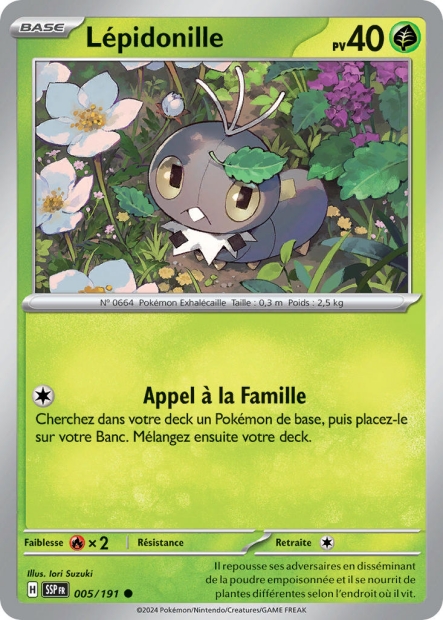 BASE
Lépidonille
PV 40
N° 0664 Pokémon Exhalécaille Taille : 0,3 m Poids : 2,5 kg
Appel à la Famille
Cherchez dans votre deck un Pokémon de base, puis placez-le
sur votre Banc. Mélangez ensuite votre deck.
Faiblesse ×2 Résistance Retraite
Illus. Iori Suzuki
H SSP FR 005/191
Il repousse ses adversaires en disséminant
de la poudre empoisonnée et il se nourrit de
plantes différentes selon l'endroit où il vit.
©2024 Pokémon/Nintendo/Creatures/GAME FREAK